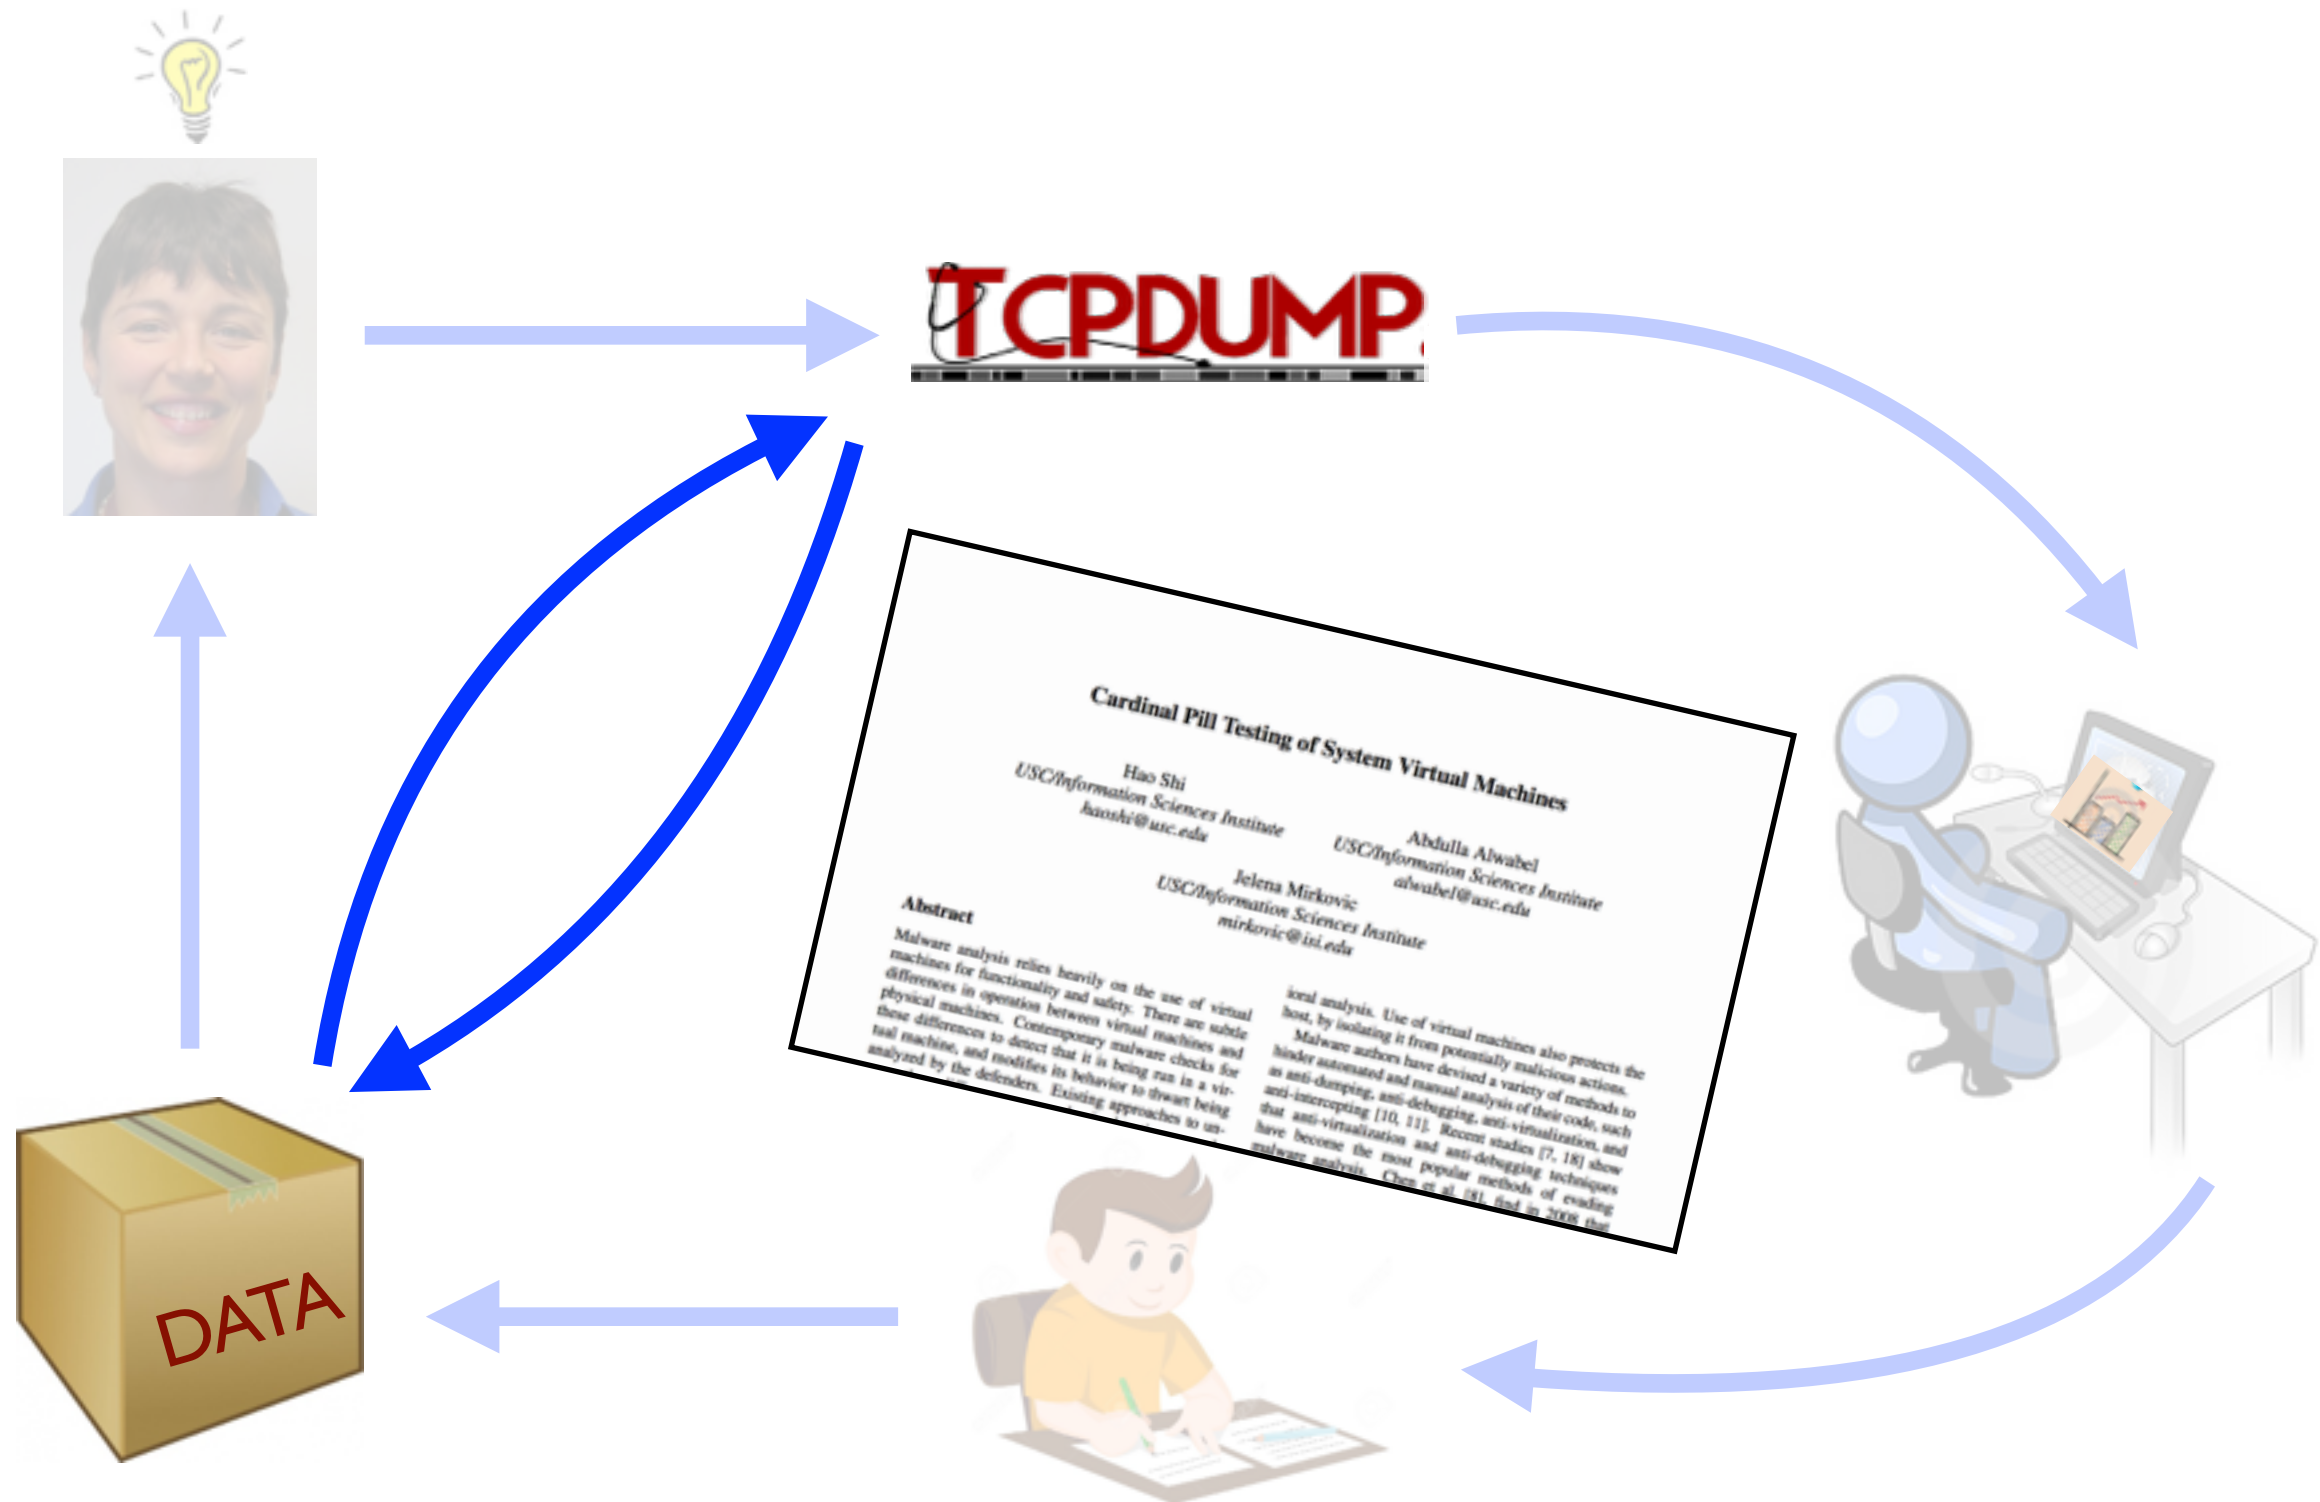 TCPDUMP
Cardinal Pill Testing of System Virtual Machines
Hao Shi
USC/Information Sciences Institute
haoshi@usc.edu
Abdulla Alwabel
USC/Information Sciences Institute
alwabel@usc.edu
Jelena Mirkovic
USC/Information Sciences Institute
mirkovic@isi.edu
Abstract
Malware analysis relies heavily on the use of virtual
machines for functionality and safety. There are subtle
differences in operation between virtual machines and
physical machines. Contemporary malware checks for
these differences to detect that it is being run in a vir-
tual machine, and modifies its behavior to thwart being
analyzed by the defenders. Existing approaches to un-
ioral analysis. Use of virtual machines also protects the
host, by isolating it from potentially malicious actions.
Malware authors have devised a variety of methods to
hinder automated and manual analysis of their code, such
as anti-dumping, anti-debugging, anti-virtualization, and
anti-intercepting [10, 11]. Recent studies [7, 18] show
that anti-virtualization and anti-debugging techniques
have become the most popular methods of evading
malware analysis. Chen et al. [8], find in 2008 that
DATA